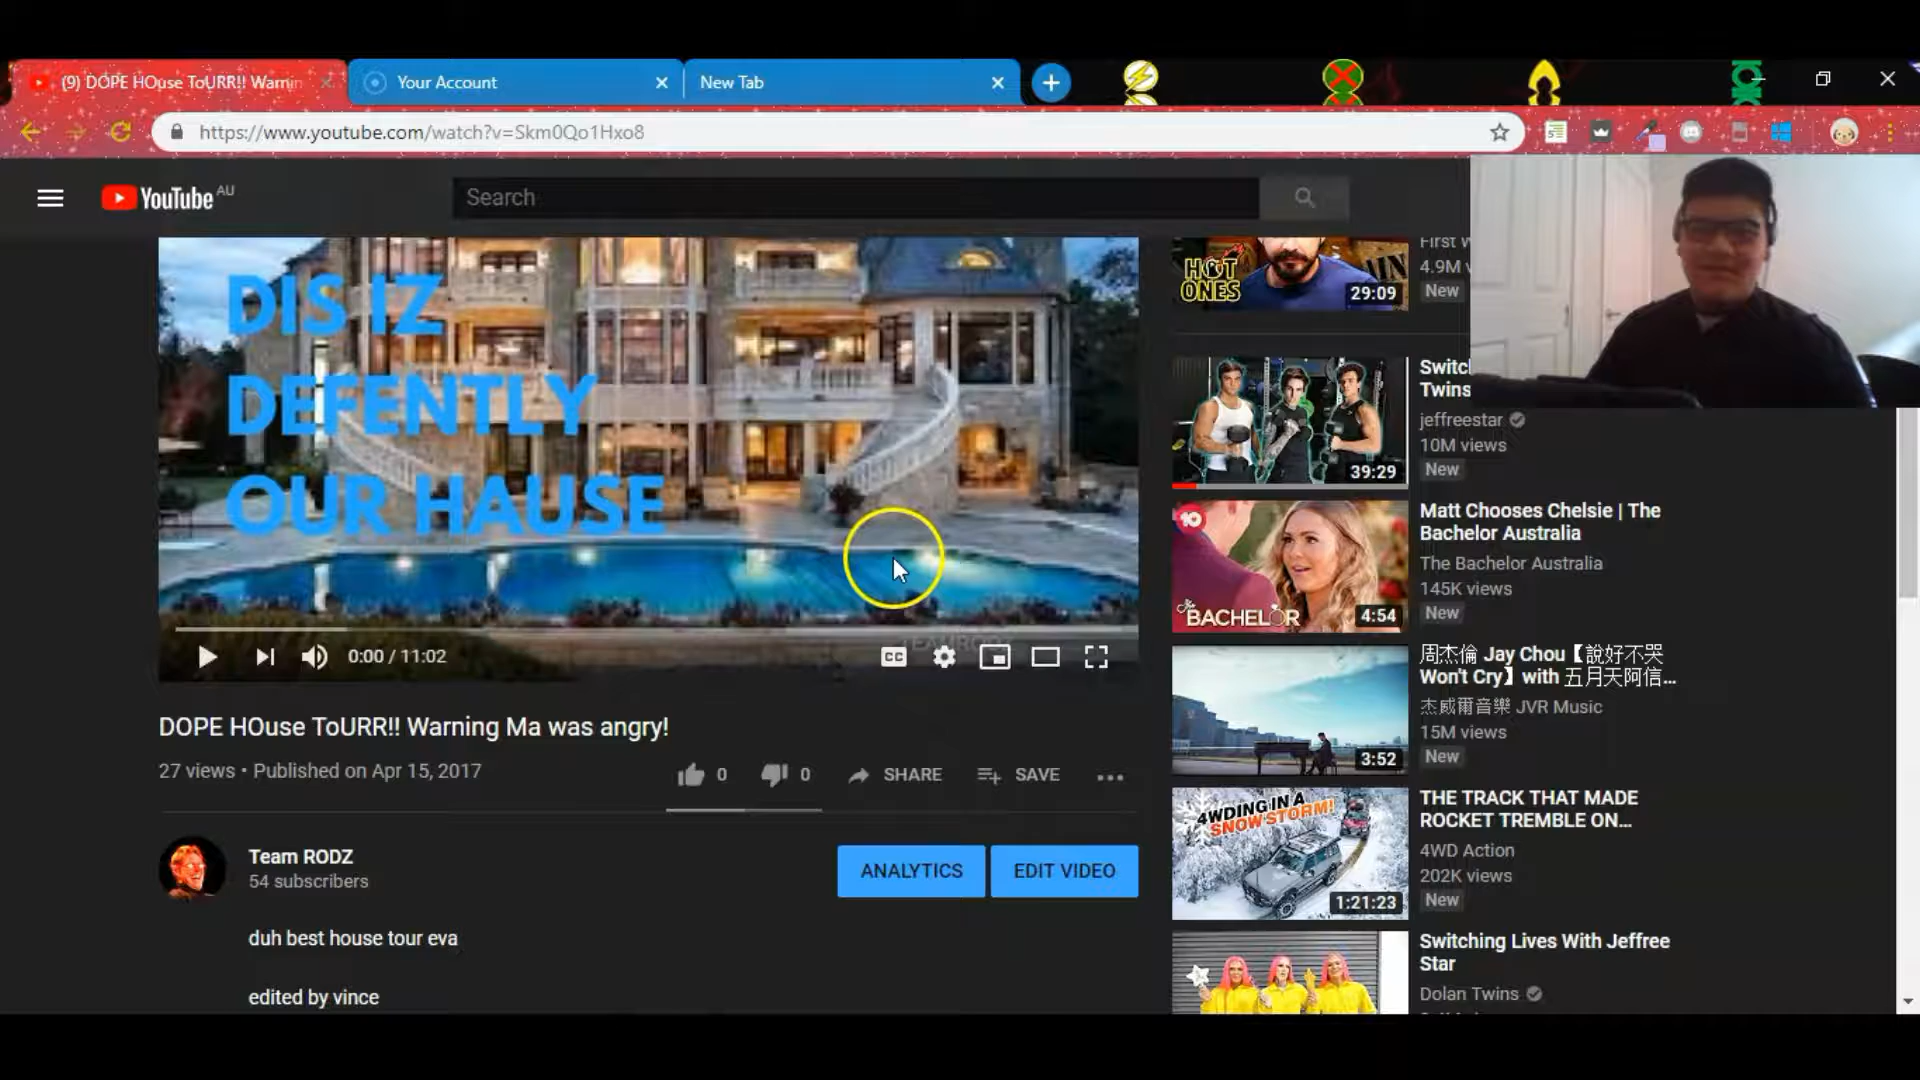 (9) DOPE HOuse ToURR!! Warnin
Your Account
New Tab
https://www.youtube.com/watch?v=Skm0Qo1Hxo8
YouTube AU
Search
DIS IZ
DEFENTLY
OUR HAUSE
0:00 / 11:02
CC
DOPE HOuse ToURR!! Warning Ma was angry!
27 views • Published on Apr 15, 2017
0
0
SHARE
SAVE
Team RODZ
54 subscribers
ANALYTICS
EDIT VIDEO
duh best house tour eva
edited by vince
HOT
ONES
29:09
4.9M
New
39:29
Switc
Twins
jeffreestar
10M views
New
10
The
BACHELOR
4:54
Matt Chooses Chelsie | The
Bachelor Australia
The Bachelor Australia
145K views
New
3:52
周杰倫 Jay Chou【說好不哭
Won't Cry】with 五月天阿信...
杰威爾音樂 JVR Music
15M views
New
4WDING IN A
SNOW STORM!
1:21:23
THE TRACK THAT MADE
ROCKET TREMBLE ON...
4WD Action
202K views
New
Switching Lives With Jeffree
Star
Dolan Twins